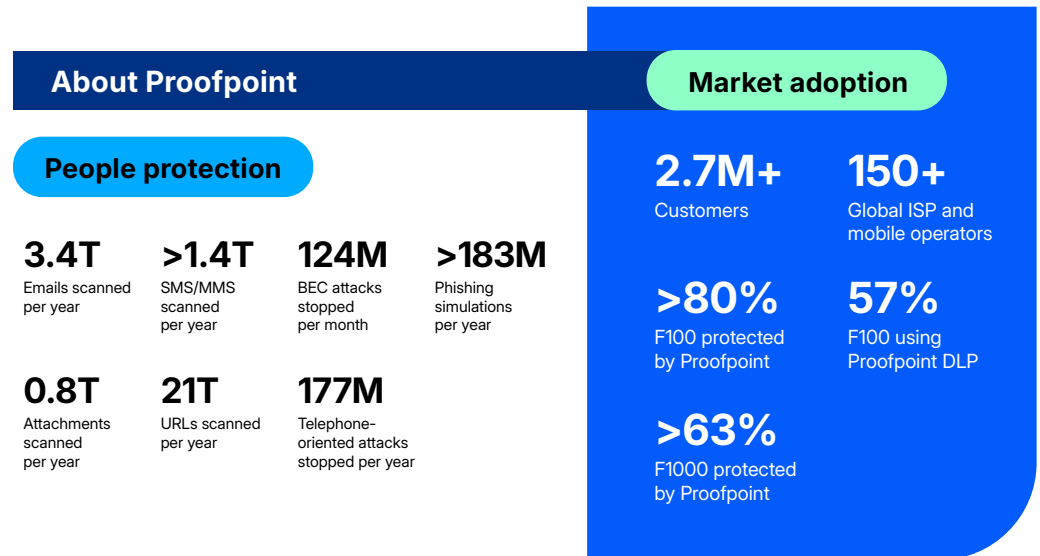 About Proofpoint
Market adoption
People protection
3.4T
Emails scanned
per year
>1.4T
SMS/MMS
scanned
per year
124M
BEC attacks
stopped
per month
>183M
Phishing
simulations
per year
0.8T
Attachments
scanned
per year
21T
URLs scanned
per year
177M
Telephone-
oriented attacks
stopped per year
2.7M+
Customers
150+
Global ISP and
mobile operators
>80%
F100 protected
by Proofpoint
57%
F100 using
Proofpoint DLP
>63%
F1000 protected
by Proofpoint